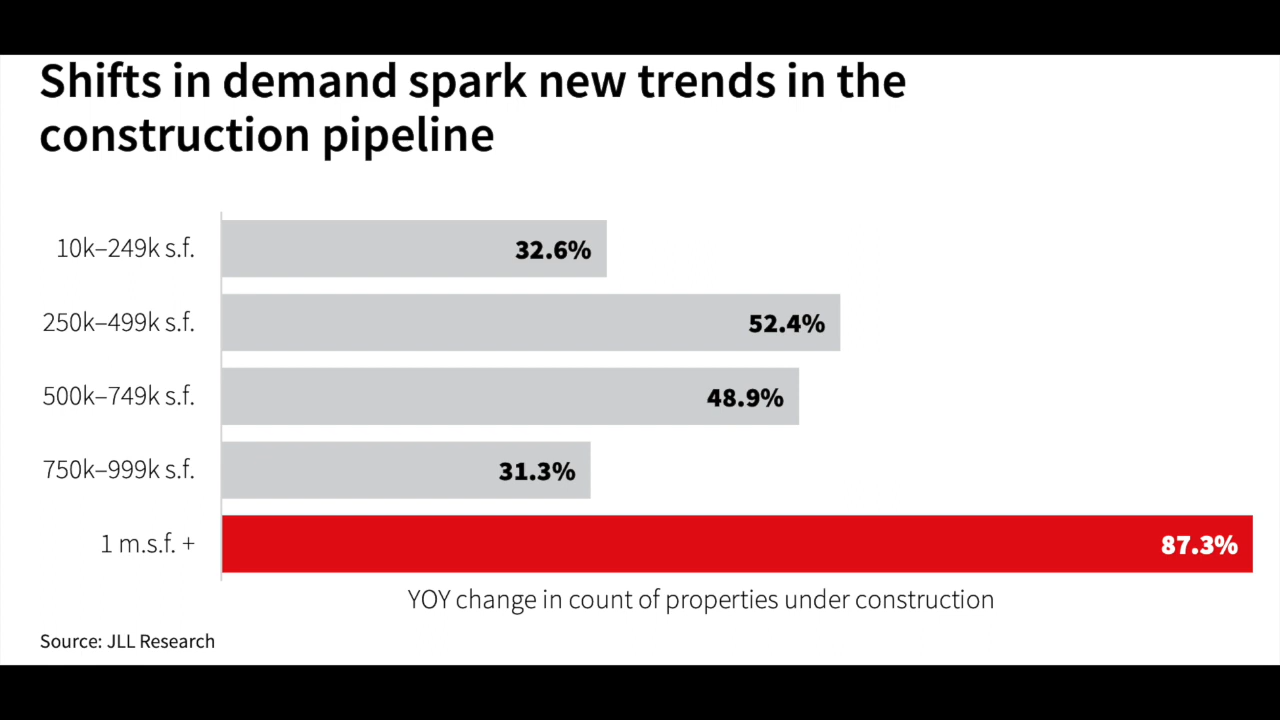 Shifts in demand spark new trends in the
construction pipeline
10k–249k s.f.
32.6%
250k–499k s.f.
52.4%
500k–749k s.f.
48.9%
750k–999k s.f.
31.3%
1 m.s.f. +
87.3%
YOY change in count of properties under construction
Source: JLL Research